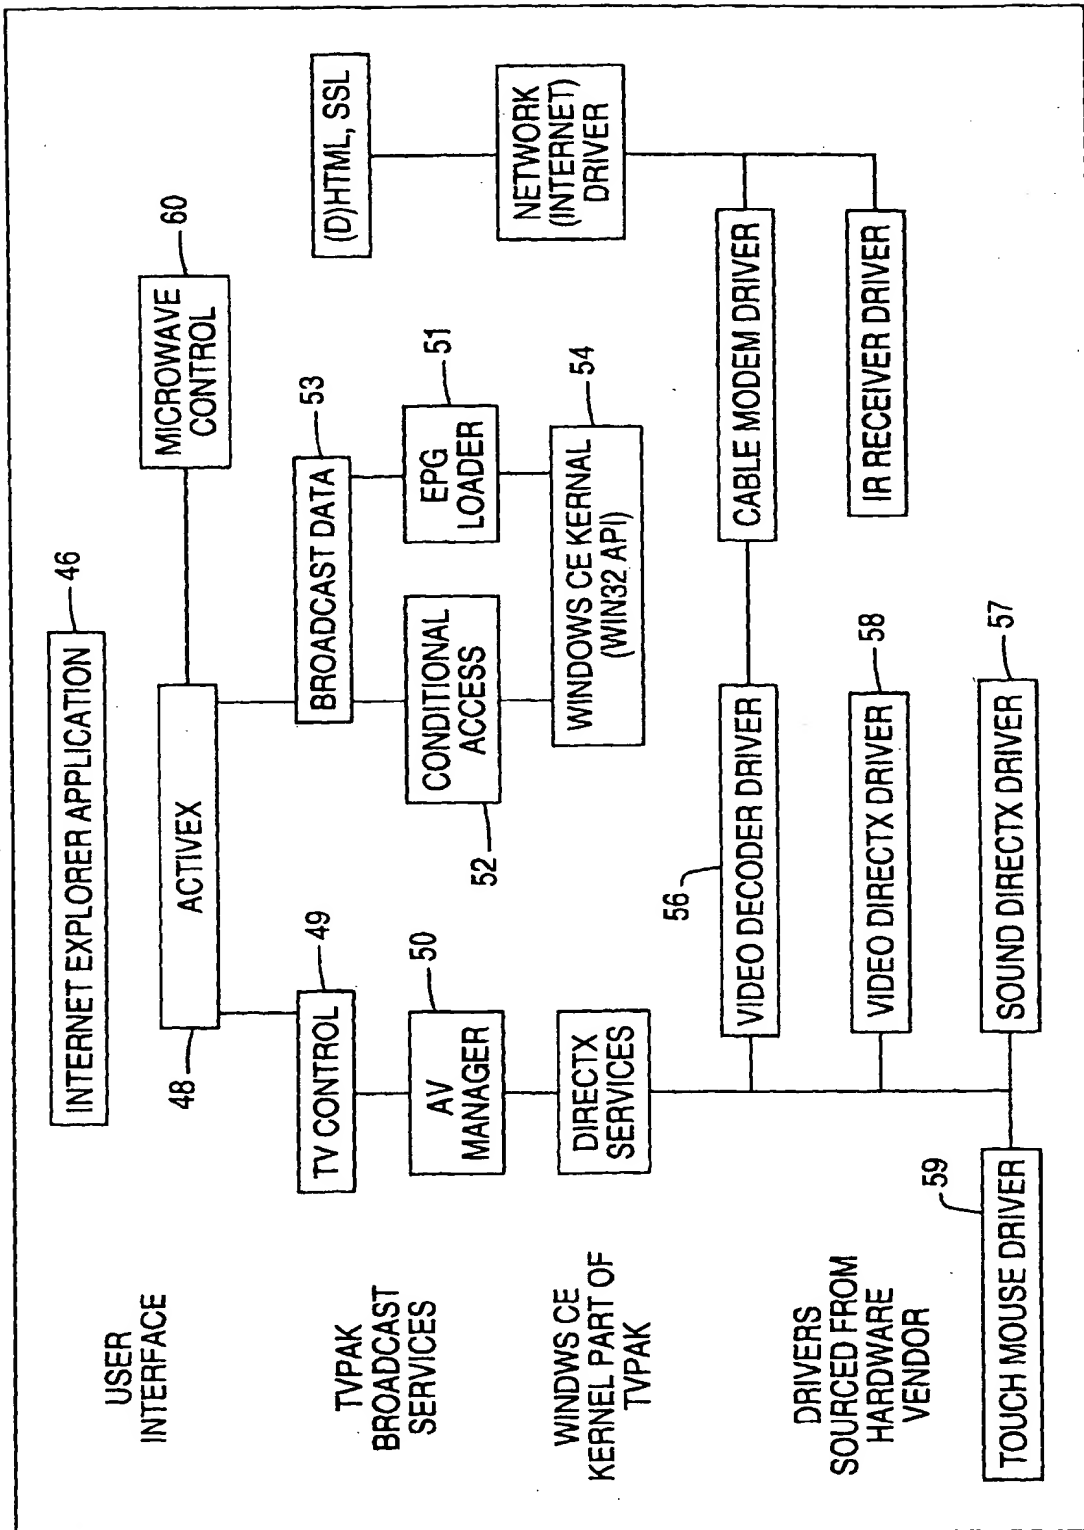 USER
INTERFACE
INTERNET EXPLORER APPLICATION
46
ACTIVEX
48
MICROWAVE
CONTROL
60
TVPAK
BROADCAST
SERVICES
TV CONTROL
49
BROADCAST DATA
53
(D)HTML, SSL
AV
MANAGER
50
CONDITIONAL
ACCESS
52
EPG
LOADER
51
WINDWS CE
KERNEL PART OF
TVPAK
DIRECTX
SERVICES
WINDOWS CE KERNAL
(WIN32 API)
54
NETWORK
(INTERNET)
DRIVER
DRIVERS
SOURCED FROM
HARDWARE
VENDOR
VIDEO DECODER DRIVER
56
CABLE MODEM DRIVER
VIDEO DIRECTX DRIVER
58
IR RECEIVER DRIVER
TOUCH MOUSE DRIVER
59
SOUND DIRECTX DRIVER
57